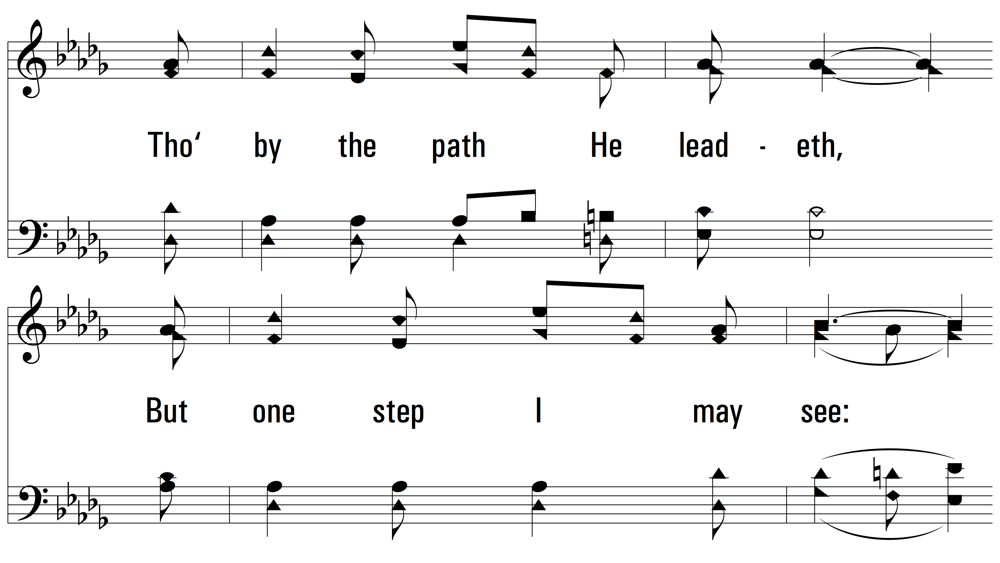 Tho‘ by the path He lead - eth,
But one step I may see: